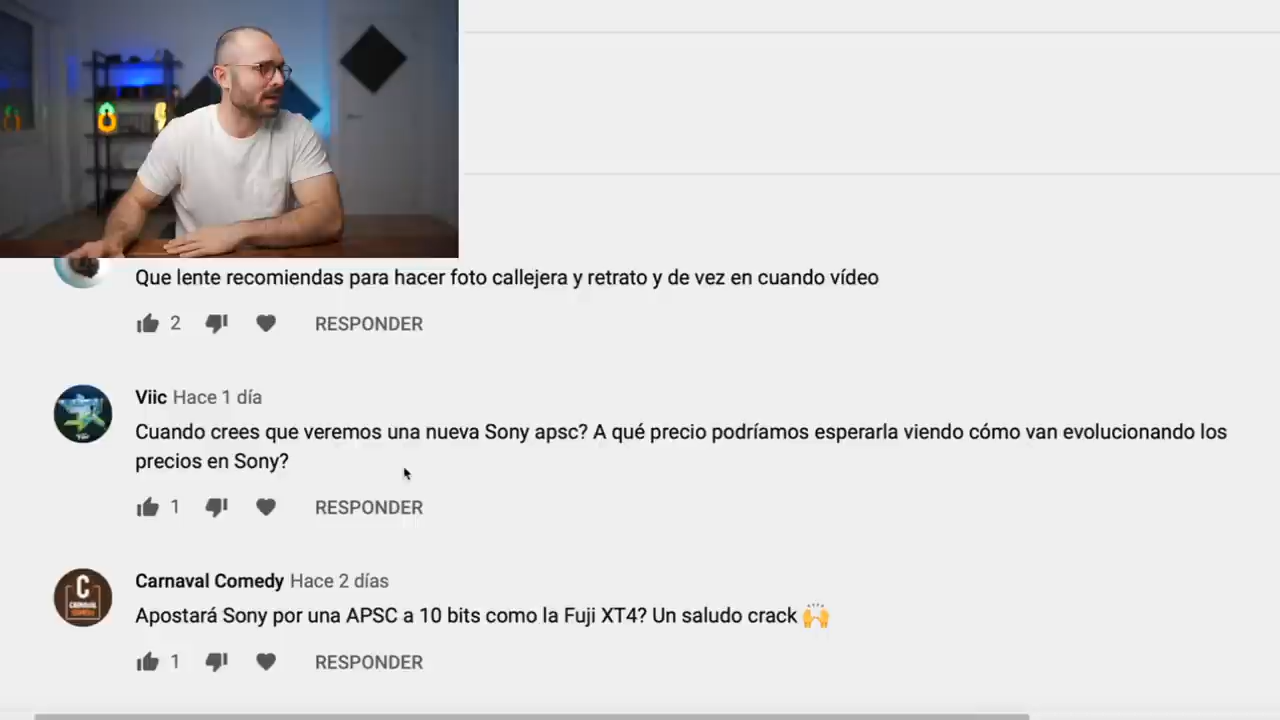 Que lente recomiendas para hacer foto callejera y retrato y de vez en cuando vídeo
2 RESPONDER
Viic Hace 1 día
Cuando crees que veremos una nueva Sony apsc? A qué precio podríamos esperarla viendo cómo van evolucionando los
precios en Sony?
1 RESPONDER
Carnaval Comedy Hace 2 días
Apostará Sony por una APSC a 10 bits como la Fuji XT4? Un saludo crack 🙌
1 RESPONDER
C
CARNAVAL
COMEDY